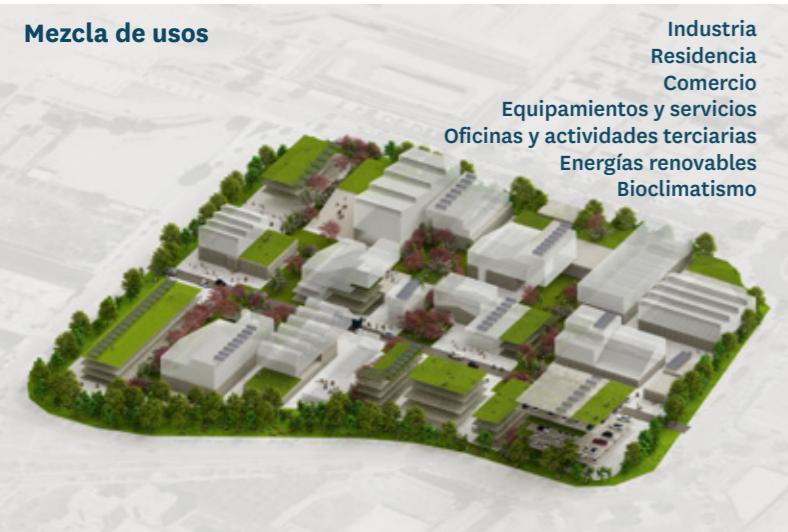 Mezcla de usos
Industria
Residencia
Comercio
Equipamientos y servicios
Oficinas y actividades terciarias
Energías renovables
Bioclimatismo